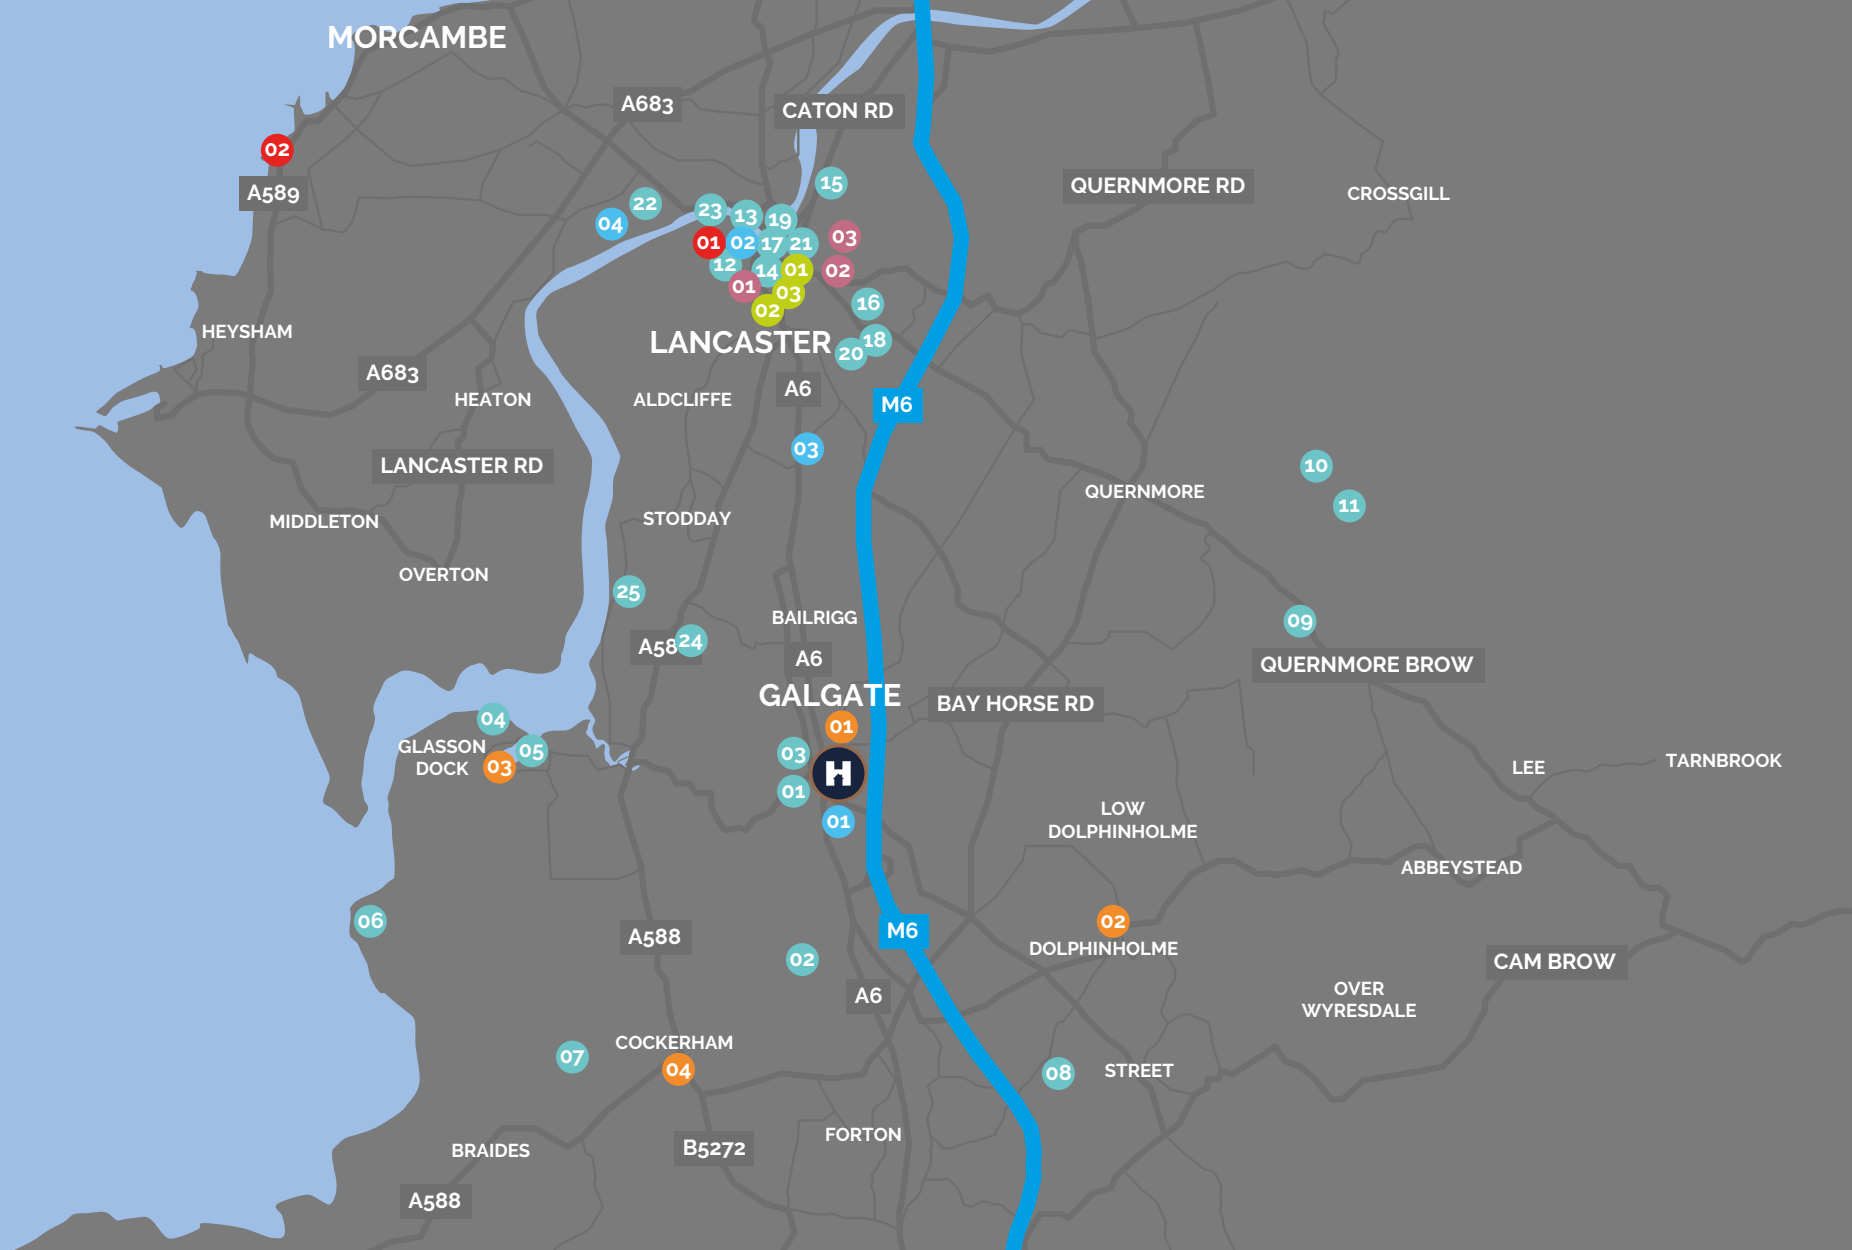 MORCAMBE
A683
CATON RD
02
A589
15
QUERNMORE RD
CROSSGILL
22
04
23
13
19
01
02
17
21
03
12
14
01
02
01
03
02
16
HEYSHAM
LANCASTER
18
20
A683
A6
HEATON
ALDCLIFFE
M6
03
LANCASTER RD
10
QUERNMORE
11
MIDDLETON
STODDAY
OVERTON
25
BAILRIGG
09
A58
24
A6
QUERNMORE BROW
GALGATE
BAY HORSE RD
04
01
GLASSON
DOCK
05
03
03
H
01
01
LEE
TARNBROOK
LOW
DOLPHINHOLME
ABBEYSTEAD
06
A588
M6
02
DOLPHINHOLME
02
CAM BROW
A6
OVER
WYRESDALE
07
COCKERHAM
04
08
STREET
BRAIDES
B5272
FORTON
A588